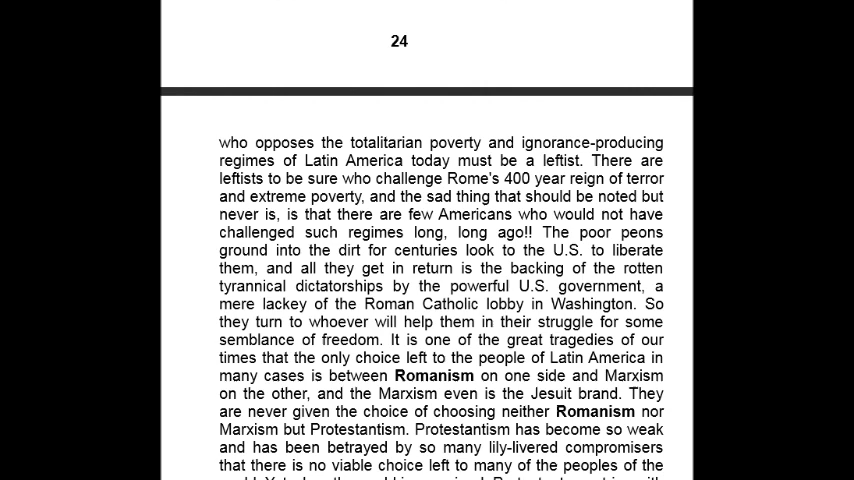 24
who opposes the totalitarian poverty and ignorance-producing
regimes of Latin America today must be a leftist. There are
leftists to be sure who challenge Rome's 400 year reign of terror
and extreme poverty, and the sad thing that should be noted but
never is, is that there are few Americans who would not have
challenged such regimes long, long ago!! The poor peons
ground into the dirt for centuries look to the U.S. to liberate
them, and all they get in return is the backing of the rotten
tyrannical dictatorships by the powerful U.S. government, a
mere lackey of the Roman Catholic lobby in Washington. So
they turn to whoever will help them in their struggle for some
semblance of freedom. It is one of the great tragedies of our
times that the only choice left to the people of Latin America in
many cases is between Romanism on one side and Marxism
on the other, and the Marxism even is the Jesuit brand. They
are never given the choice of choosing neither Romanism nor
Marxism but Protestantism. Protestantism has become so weak
and has been betrayed by so many lily-livered compromisers
that there is no viable choice left to many of the peoples of the